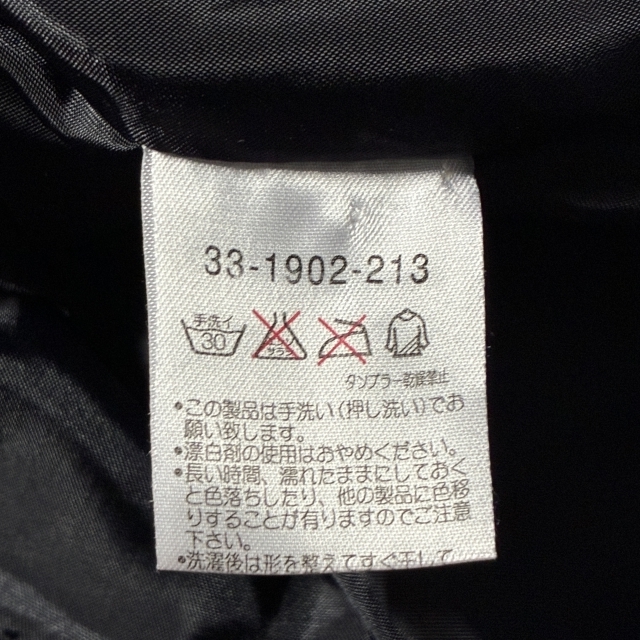 33-1902-213
手洗イ
30
サラシ
タンブラー乾燥禁止
•この製品は手洗い(押し洗い)でお
願い致します。
•漂白剤の使用はおやめください。
•長い時間、濡れたままにしておく
と色落ちしたり、他の製品に色移
りすることが有りますのでご注意
下さい。
•洗濯後は形を整えてすぐ干して